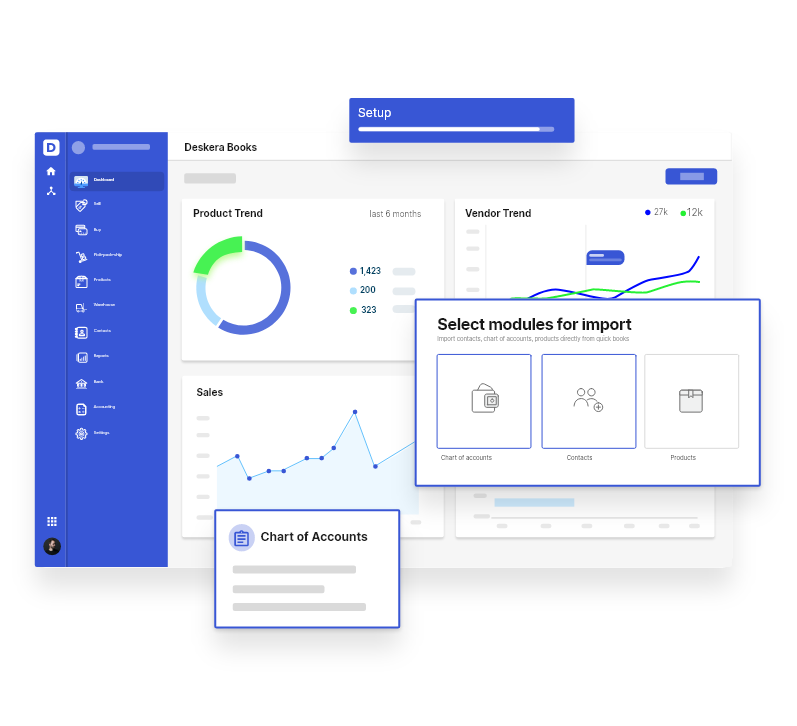 Setup
D
Deskera Books
Dashboard
Sell
Buy
Products
Warehouse
Contacts
Reports
Bank
Accounting
Settings
Product Trend
last 6 months
1,423
200
323
Vendor Trend
27k
12k
Select modules for import
Import contacts, chart of accounts, products directly from quick books
Chart of accounts
Contacts
Products
Sales
Chart of Accounts